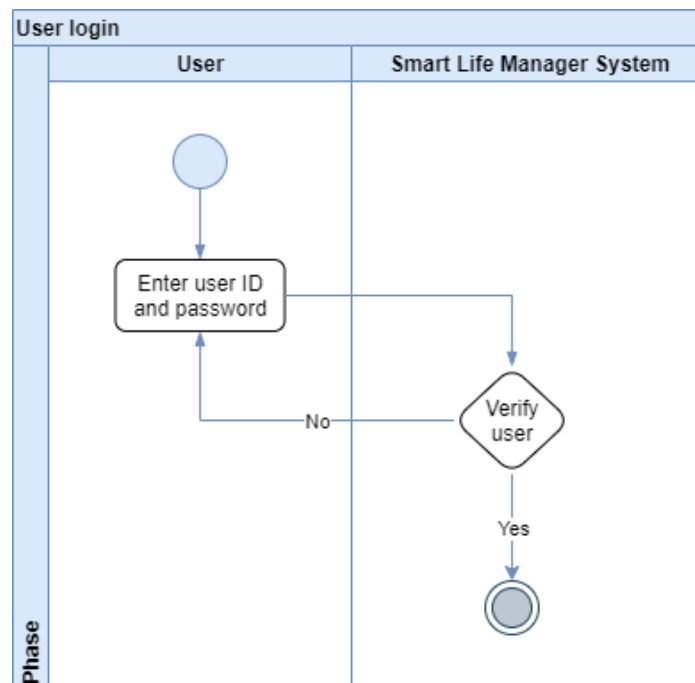 User login
User
Smart Life Manager System
Enter user ID
and password
Verify
user
No
Yes
Phase